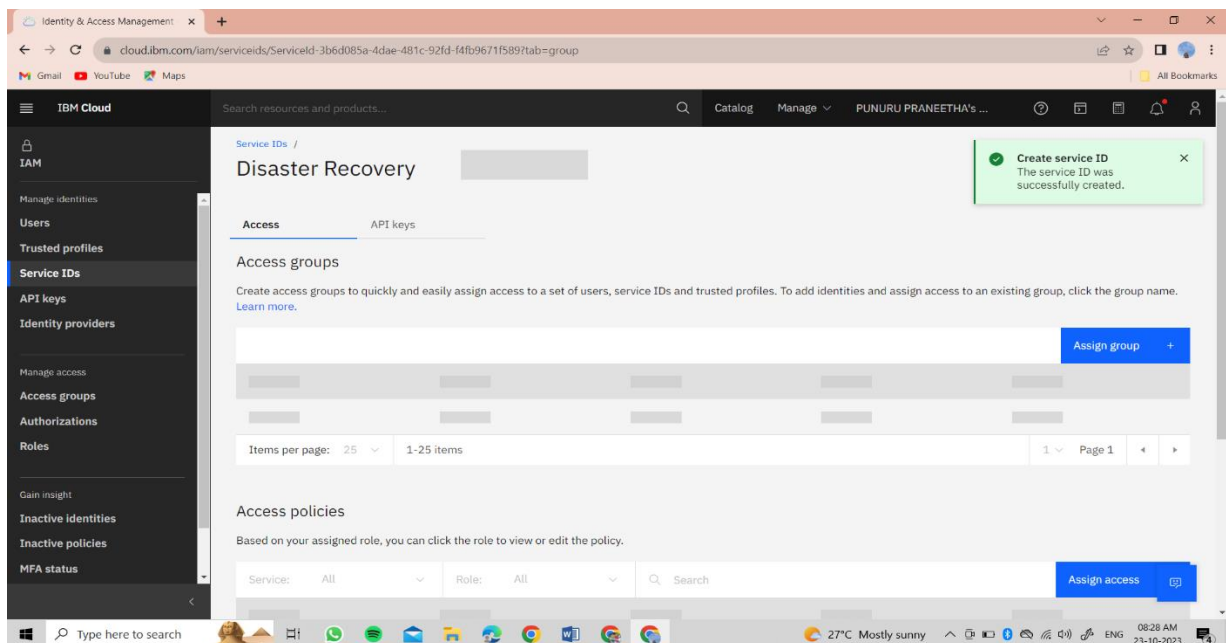 Identity & Access Management
cloud.ibm.com/iam/serviceids/ServiceId-3b6d085a-4dae-481c-92fd-f4fb9671f589?tab=group
Gmail YouTube Maps All Bookmarks
IBM Cloud Search resources and products... Catalog Manage PUNURU PRANEETHA's ...
IAM
Manage identities
Users
Trusted profiles
Service IDs
API keys
Identity providers
Manage access
Access groups
Authorizations
Roles
Gain insight
Inactive identities
Inactive policies
MFA status
Service IDs /
Disaster Recovery
Create service ID
The service ID was
successfully created.
Access API keys
Access groups
Create access groups to quickly and easily assign access to a set of users, service IDs and trusted profiles. To add identities and assign access to an existing group, click the group name.
Learn more.
Assign group +
Items per page: 25 1-25 items 1 Page 1
Access policies
Based on your assigned role, you can click the role to view or edit the policy.
Service: All Role: All Search Assign access
Type here to search 27°C Mostly sunny ENG 08:28 AM
23-10-2023 4